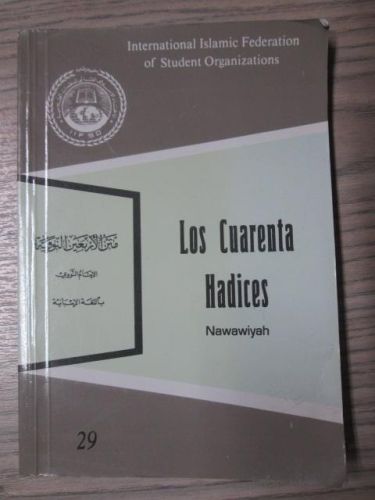 International Islamic Federation
of Student Organizations
I I F S O
متن الأربعين النووية
الإمام النووي
باللغة الإسبانية
Los Cuarenta
Hadices
Nawawiyah
29